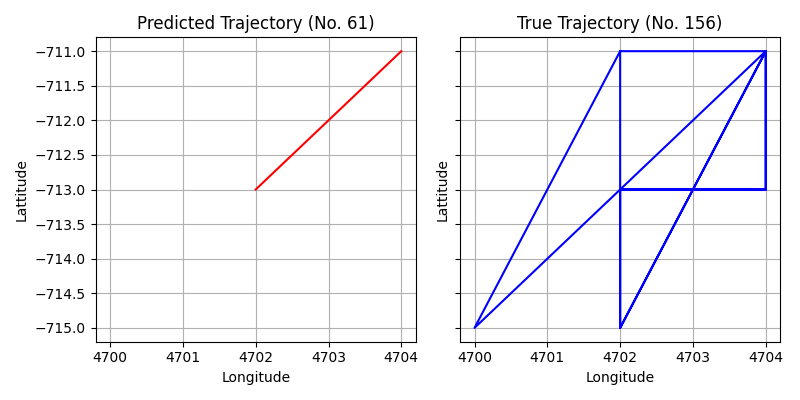 Predicted Trajectory (No. 61)
−711.0
−711.5
−712.0
−712.5
−713.0
−713.5
−714.0
−714.5
−715.0
Lattitude
4700 4701 4702 4703 4704
Longitude
True Trajectory (No. 156)
Lattitude
4700 4701 4702 4703 4704
Longitude